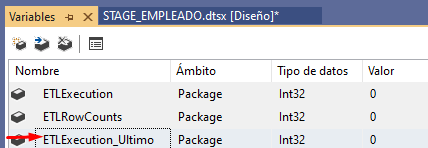 Variables STAGE_EMPLEADO.dtsx [Diseño]*
Nombre Ámbito Tipo de datos Valor
ETLExecution Package Int32 0
ETLRowCounts Package Int32 0
ETLExecution_Ultimo Package Int32 0